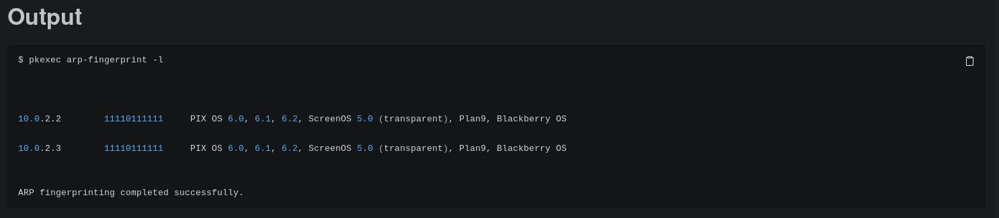 Output
$ pkexec arp-fingerprint -l
10.0.2.2        11110111111     PIX OS 6.0, 6.1, 6.2, ScreenOS 5.0 (transparent), Plan9, Blackberry OS
10.0.2.3        11110111111     PIX OS 6.0, 6.1, 6.2, ScreenOS 5.0 (transparent), Plan9, Blackberry OS
ARP fingerprinting completed successfully.